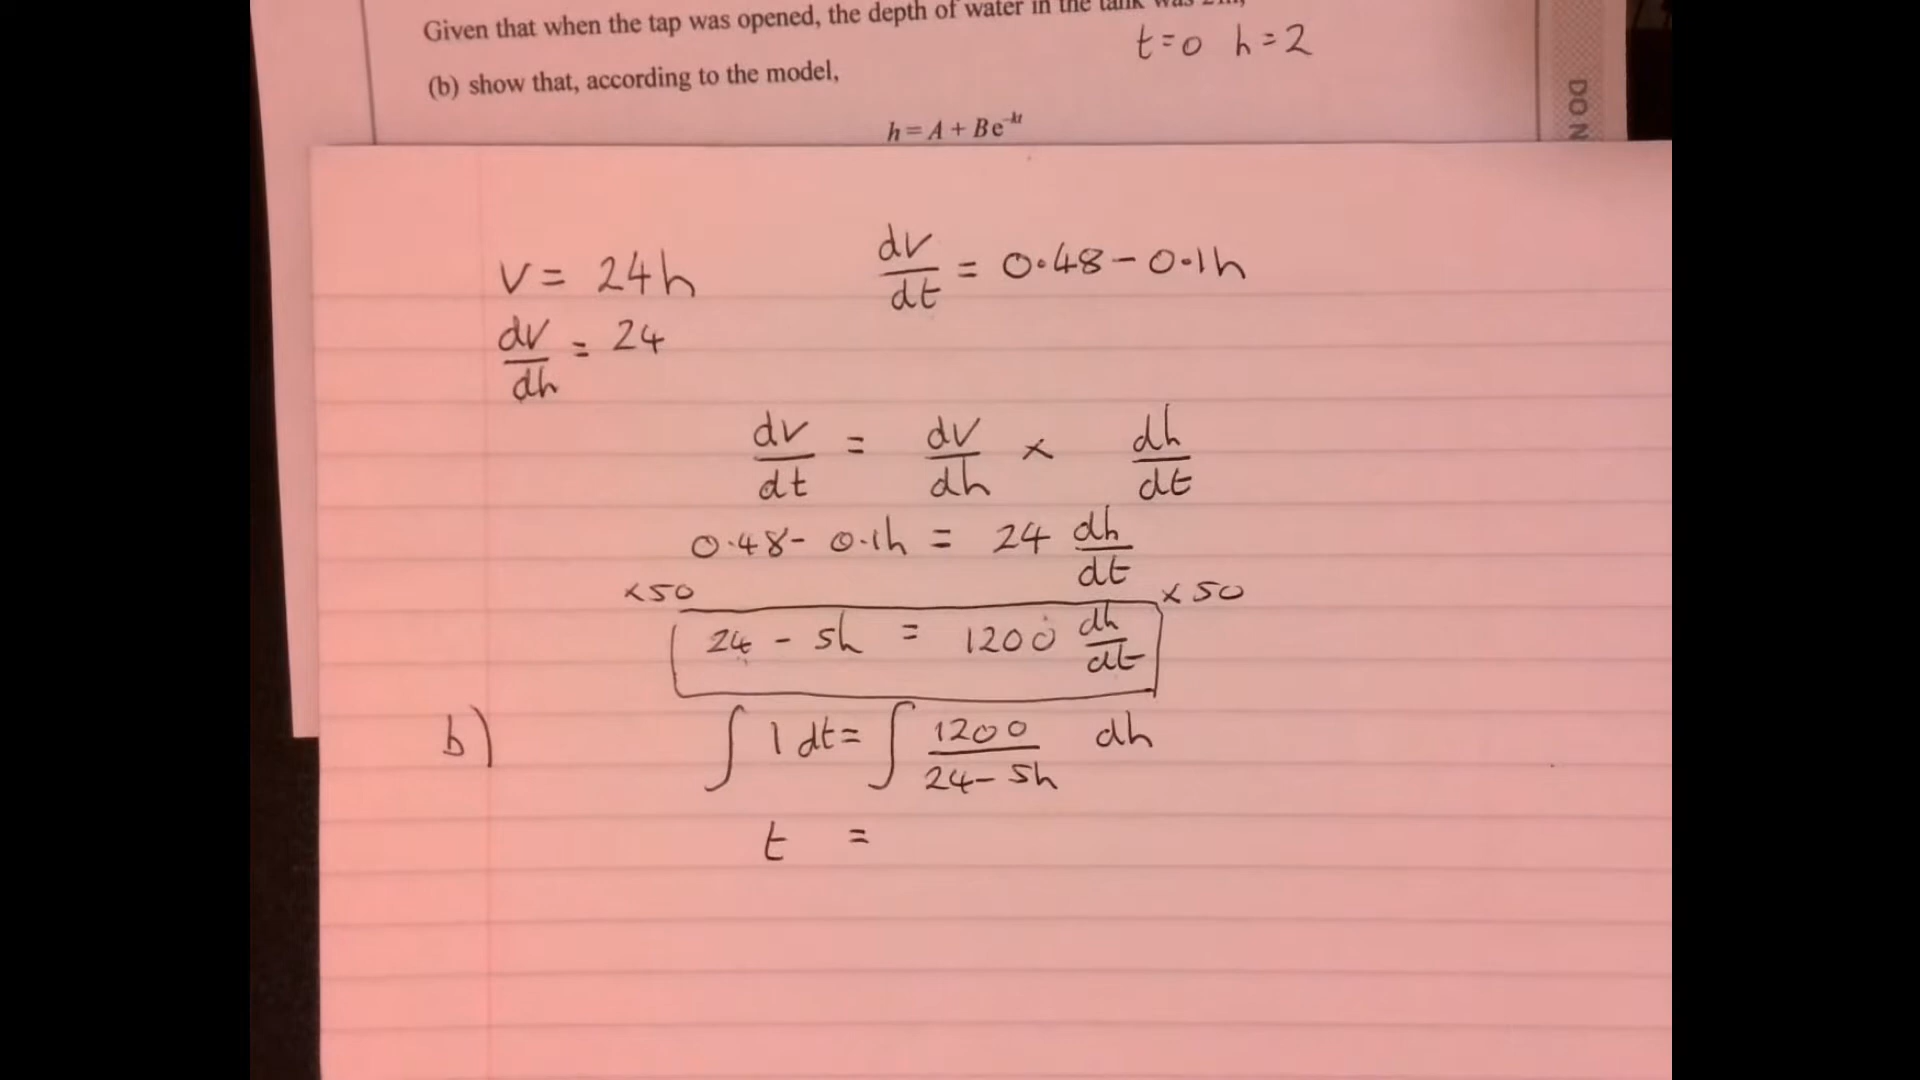 Given that when the tap was opened, the depth of water in the tank was 2m,
t=0 h=2
(b) show that, according to the model,
h = A + Be^-kt
DO N
V = 24h
dv/dt = 0.48 - 0.1h
dv/dh = 24
dv/dt = dv/dh × dh/dt
0.48 - 0.1h = 24 dh/dt
×50 ×50
24 - 5h = 1200 dh/dt
b) ∫ 1 dt = ∫ 1200/24-5h dh
t =